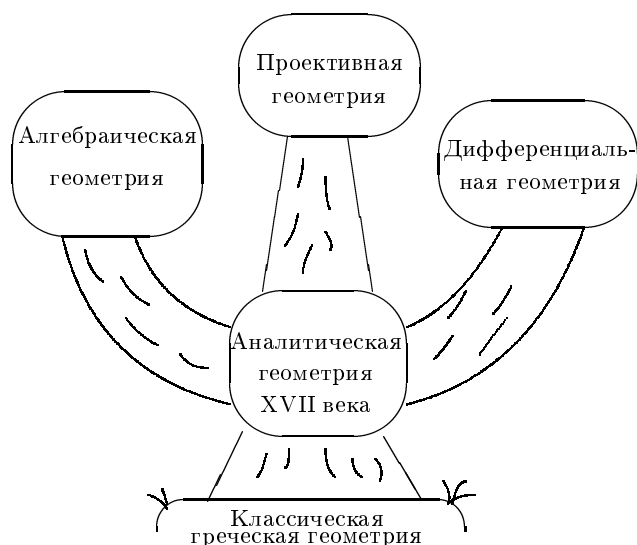 Проективная
геометрия
Алгебраическая
геометрия
Дифференциаль-
ная геометрия
Аналитическая
геометрия
XVII века
Классическая
греческая геометрия